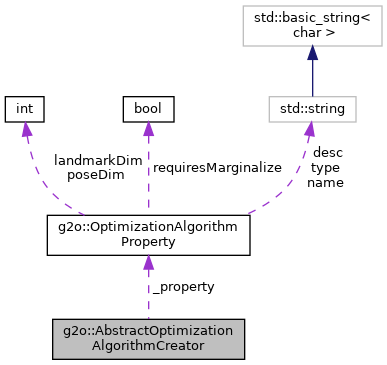 std::basic_string<
char >
int
bool
std::string
landmarkDim
poseDim
requiresMarginalize
desc
type
name
g2o::OptimizationAlgorithm
Property
_property
g2o::AbstractOptimization
AlgorithmCreator